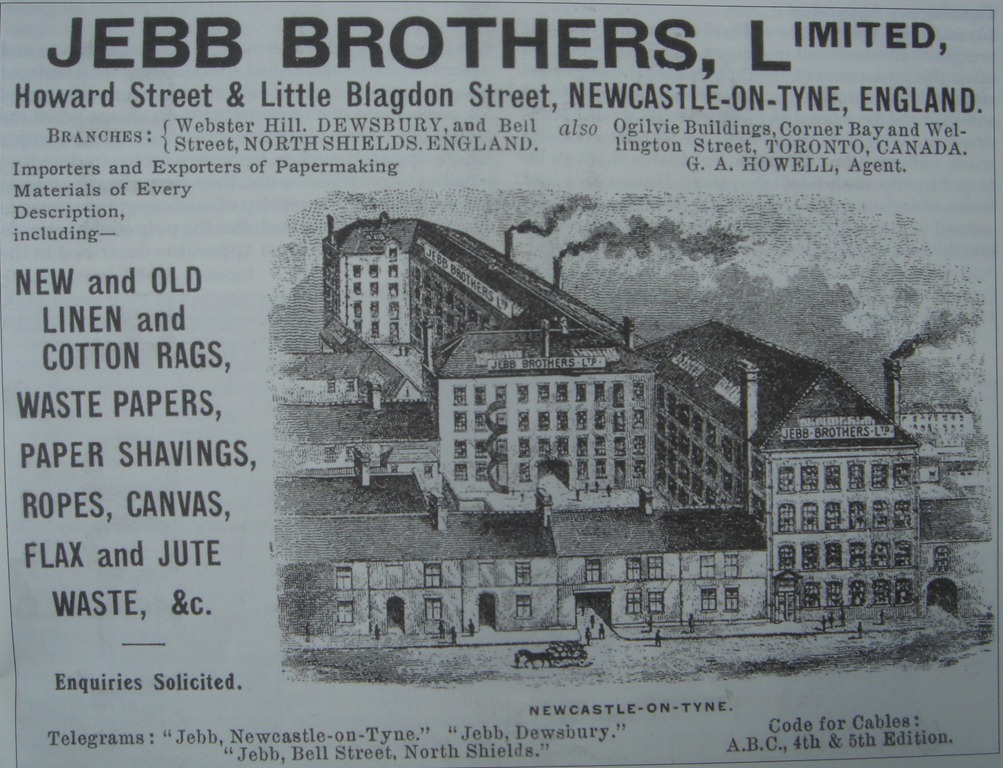 JEBB BROTHERS, LIMITED,
Howard Street & Little Blagdon Street, NEWCASTLE-ON-TYNE, ENGLAND.
BRANCHES: { Webster Hill. DEWSBURY, and Bell
Street, NORTH SHIELDS. ENGLAND.
also Ogilvie Buildings, Corner Bay and Wel-
lington Street, TORONTO, CANADA.
G. A. HOWELL, Agent.
Importers and Exporters of Papermaking
Materials of Every
Description,
including—
NEW and OLD
LINEN and
COTTON RAGS,
WASTE PAPERS,
PAPER SHAVINGS,
ROPES, CANVAS,
FLAX and JUTE
WASTE, &c.
Enquiries Solicited.
JEBB BROTHERS LTD
JEBB BROTHERS·LTD.
JEBB·BROTHERS·LTD.
NEWCASTLE-ON-TYNE.
Telegrams: "Jebb, Newcastle-on-Tyne." "Jebb, Dewsbury."
"Jebb, Bell Street, North Shields."
Code for Cables:
A.B.C., 4th & 5th Edition.